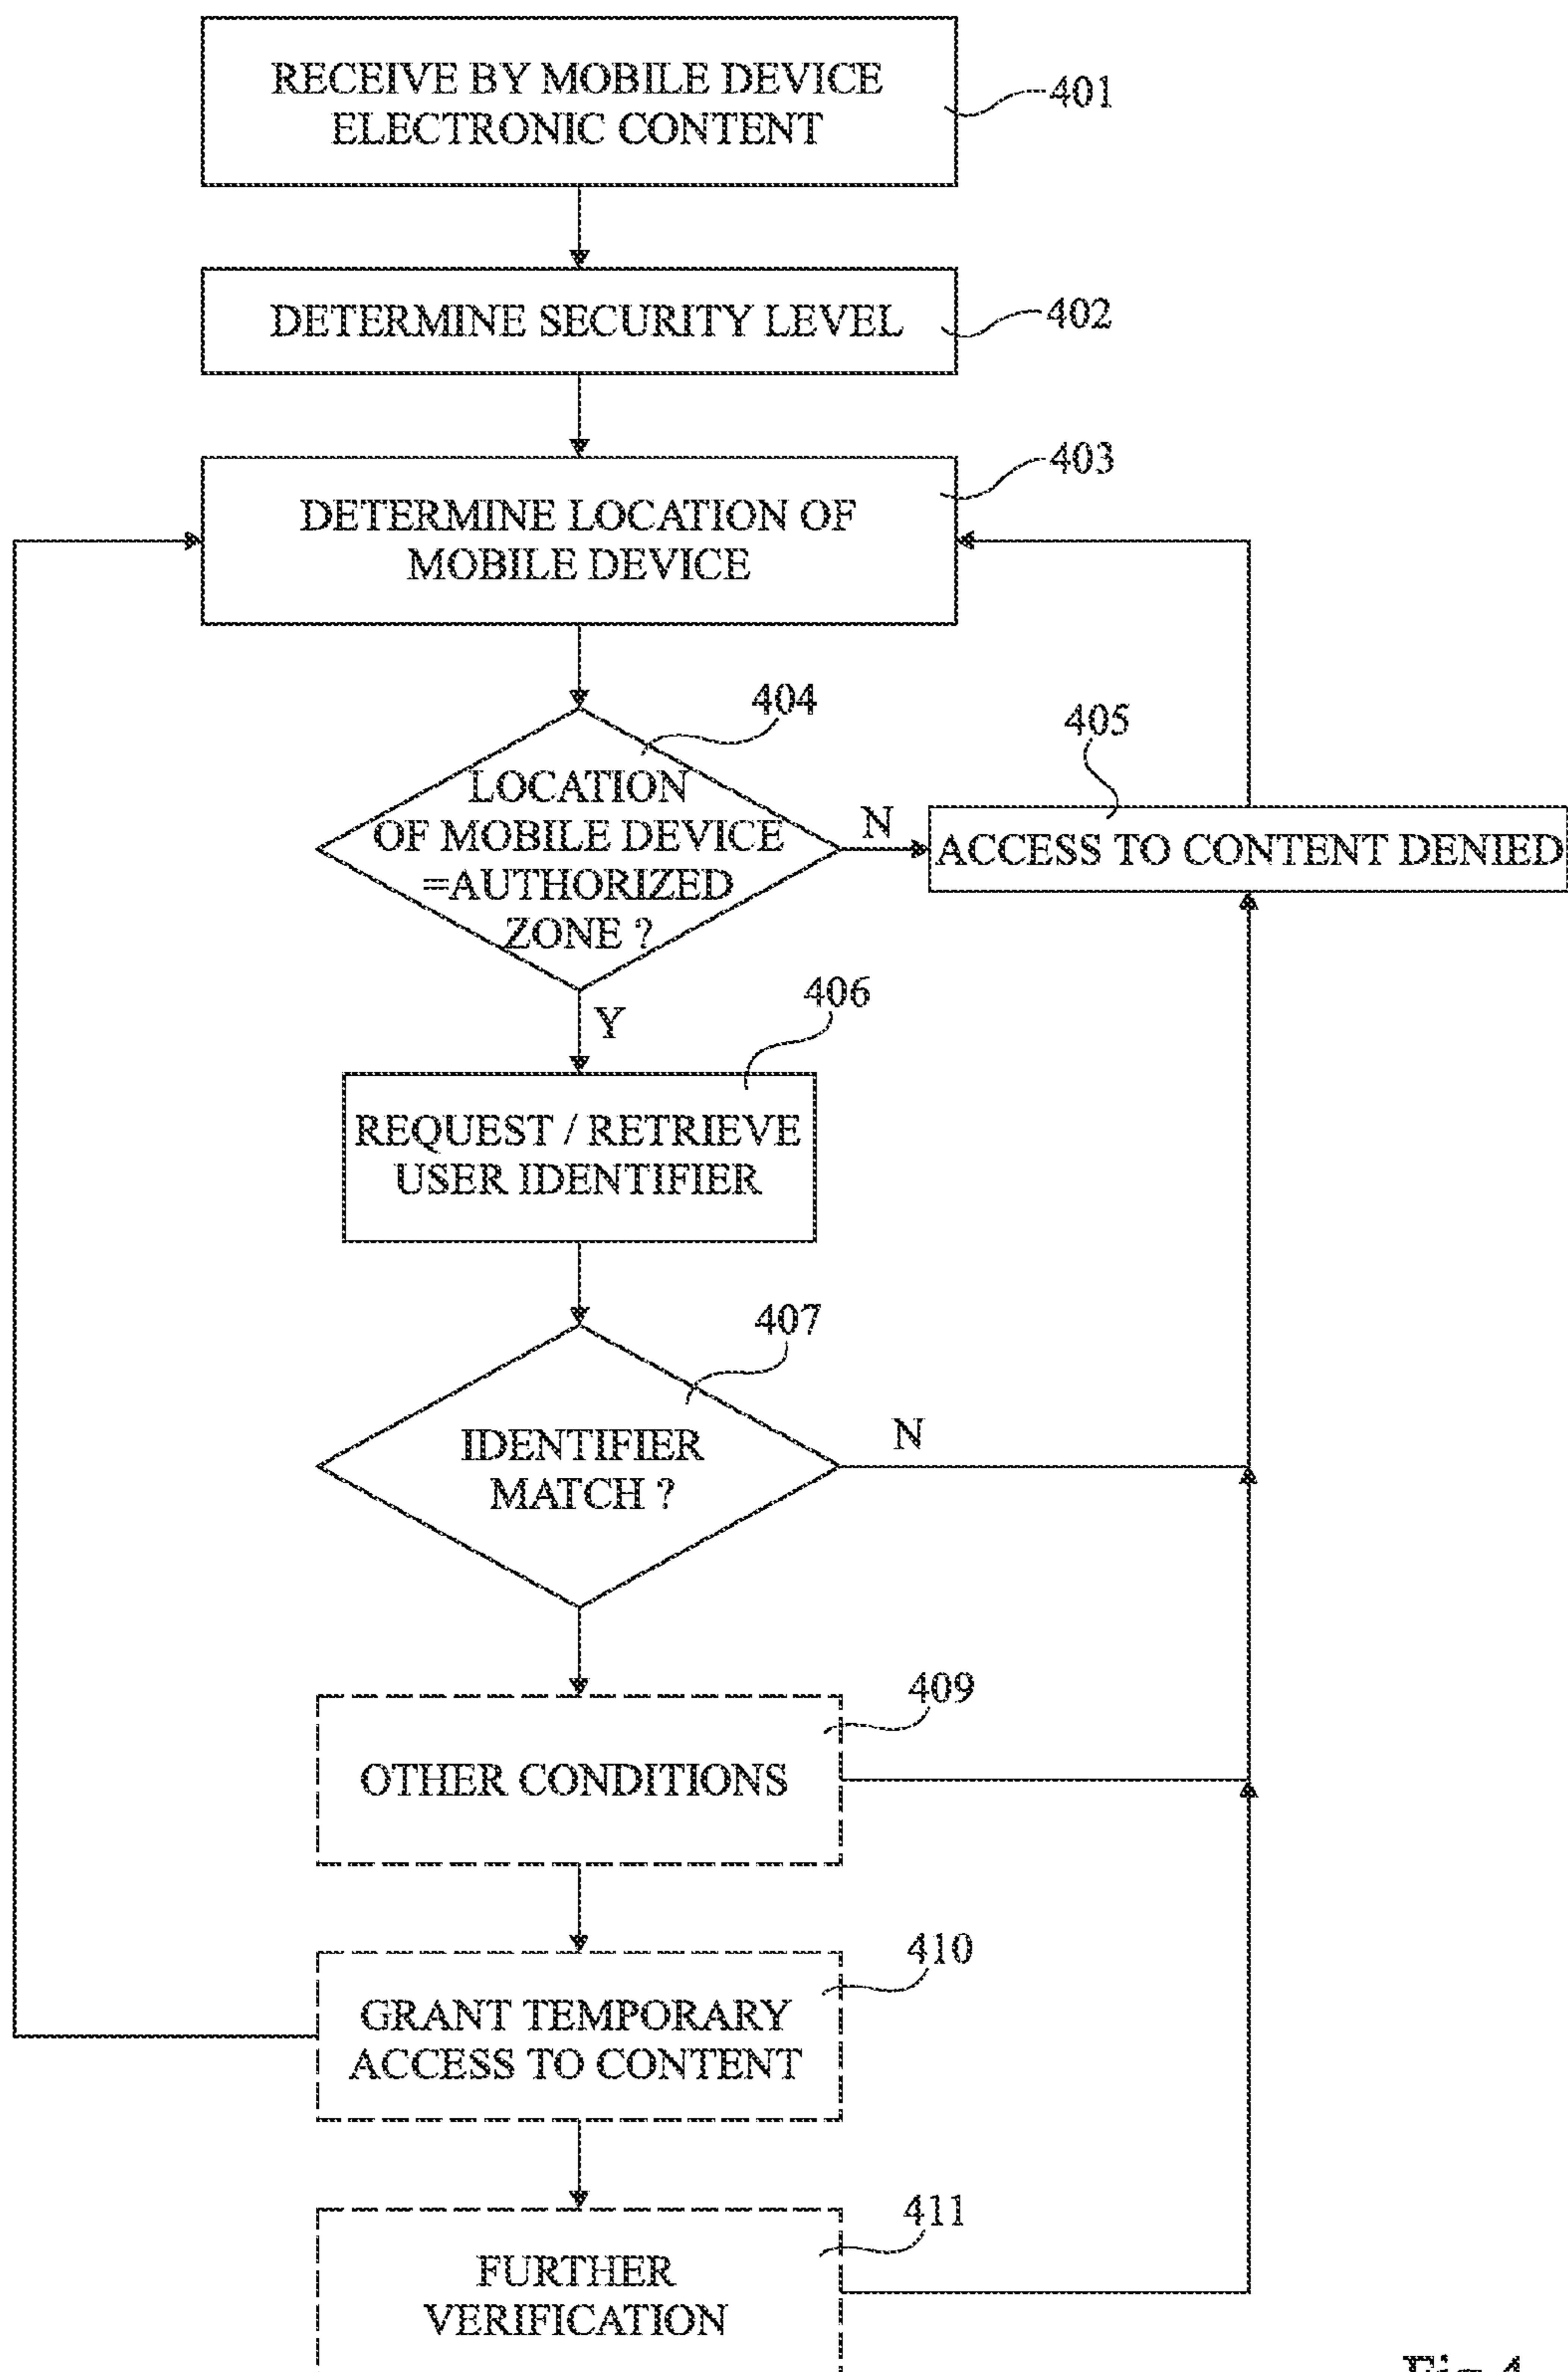 RECEIVE BY MOBILE DEVICE
ELECTRONIC CONTENT
401
DETERMINE SECURITY LEVEL
402
403
DETERMINE LOCATION OF
MOBILE DEVICE
404
LOCATION
OF MOBILE DEVICE
=AUTHORIZED
ZONE ?
N
405
ACCESS TO CONTENT DENIED
Y
406
REQUEST / RETRIEVE
USER IDENTIFIER
407
IDENTIFIER
MATCH ?
N
409
OTHER CONDITIONS
410
GRANT TEMPORARY
ACCESS TO CONTENT
411
FURTHER
VERIFICATION
Fig 4